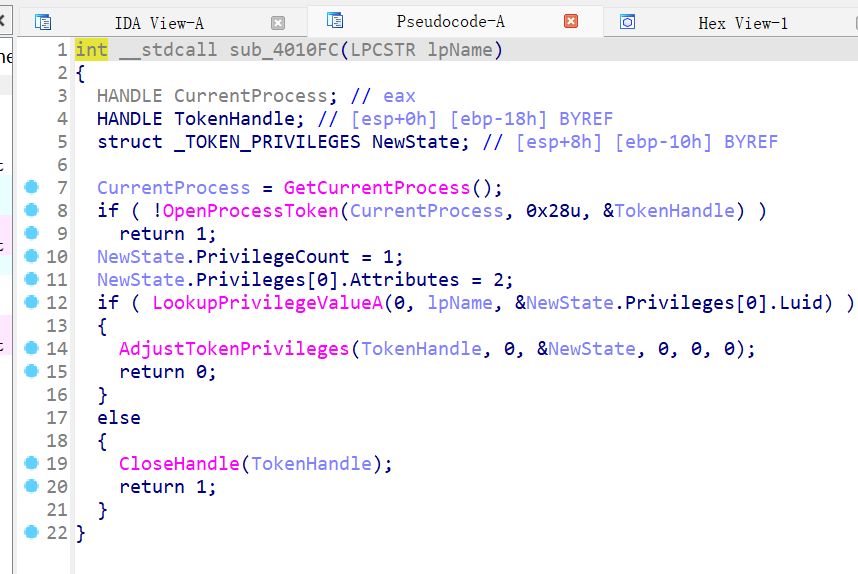 IDA View-A Pseudocode-A Hex View-1
1 int __stdcall sub_4010FC(LPCSTR lpName)
2 {
3 HANDLE CurrentProcess; // eax
4 HANDLE TokenHandle; // [esp+0h] [ebp-18h] BYREF
5 struct _TOKEN_PRIVILEGES NewState; // [esp+8h] [ebp-10h] BYREF
6
7 CurrentProcess = GetCurrentProcess();
8 if ( !OpenProcessToken(CurrentProcess, 0x28u, &TokenHandle) )
9 return 1;
10 NewState.PrivilegeCount = 1;
11 NewState.Privileges[0].Attributes = 2;
12 if ( LookupPrivilegeValueA(0, lpName, &NewState.Privileges[0].Luid) )
13 {
14 AdjustTokenPrivileges(TokenHandle, 0, &NewState, 0, 0, 0);
15 return 0;
16 }
17 else
18 {
19 CloseHandle(TokenHandle);
20 return 1;
21 }
22 }